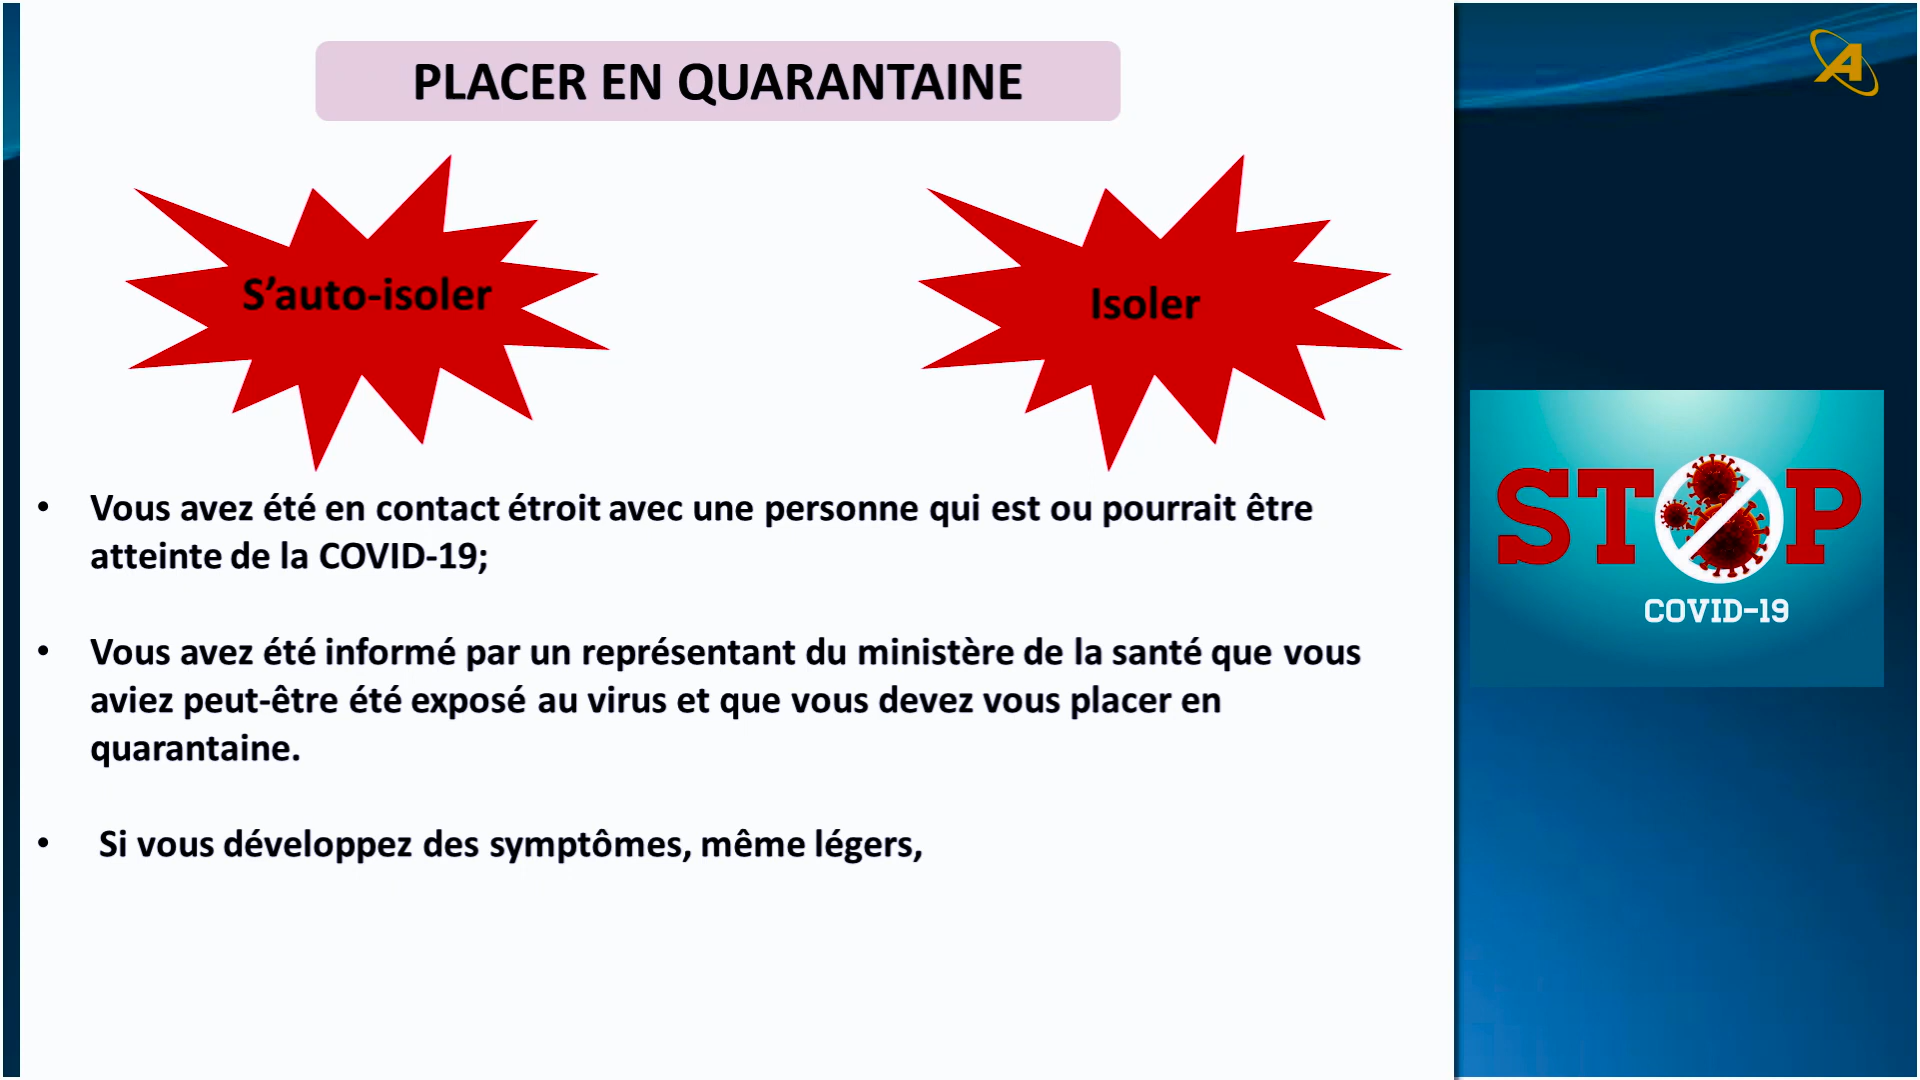 PLACER EN QUARANTAINE
S’auto-isoler
Isoler
• Vous avez été en contact étroit avec une personne qui est ou pourrait être
atteinte de la COVID-19;
• Vous avez été informé par un représentant du ministère de la santé que vous
aviez peut-être été exposé au virus et que vous devez vous placer en
quarantaine.
• Si vous développez des symptômes, même légers,
A
STOP
COVID-19